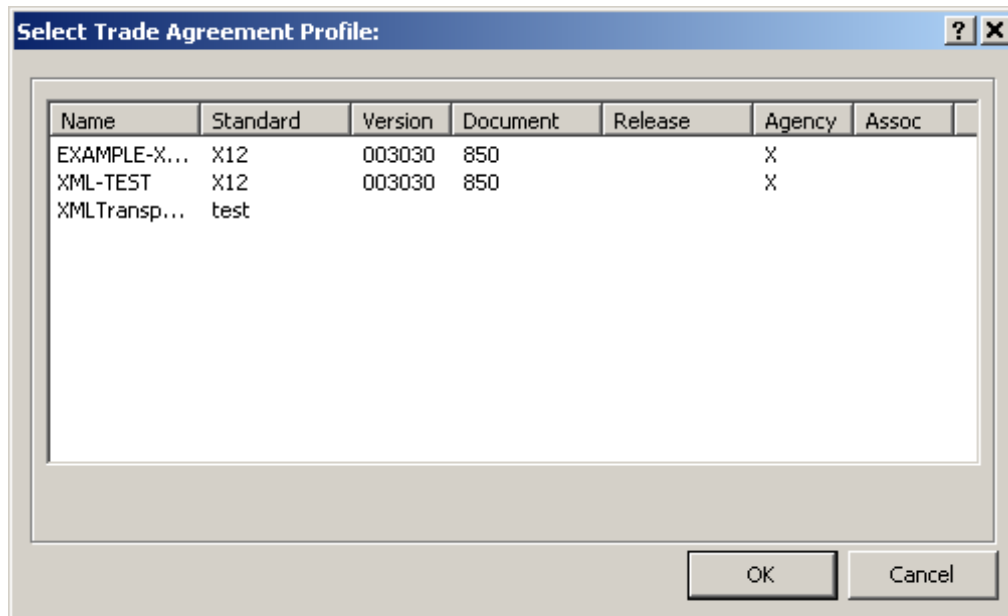 Select Trade Agreement Profile:
Name Standard Version Document Release Agency Assoc
EXAMPLE-X... X12 003030 850 X
XML-TEST X12 003030 850 X
XMLTransp... test
OK Cancel